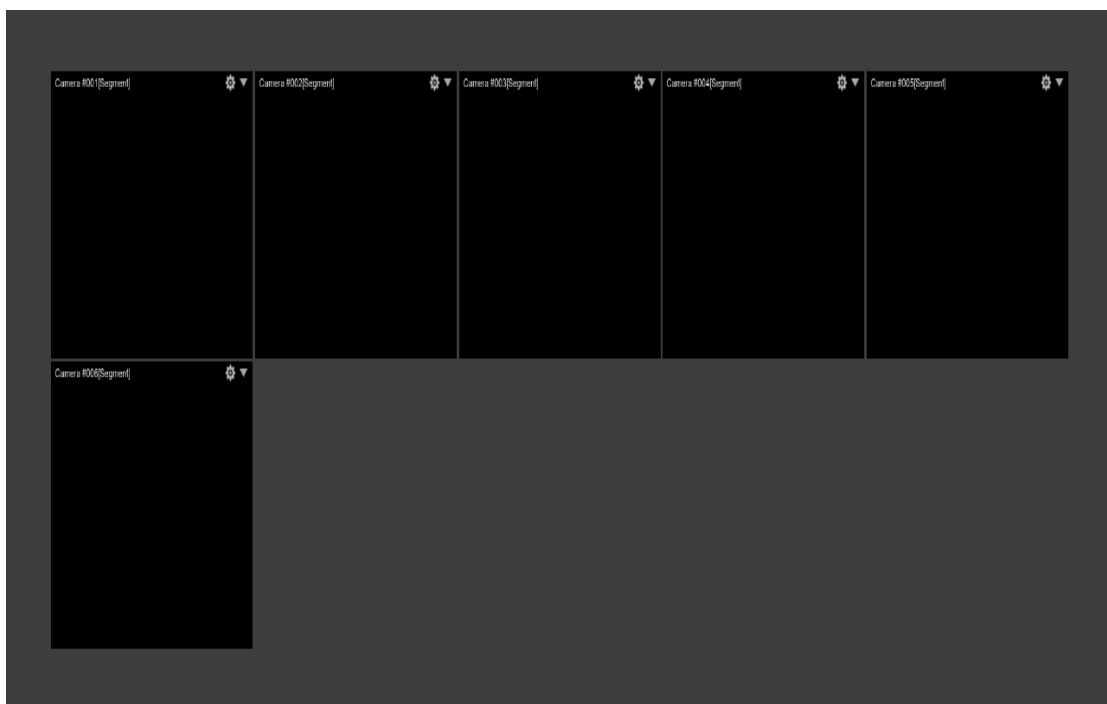 Camera #001[Segment]
Camera #002[Segment]
Camera #003[Segment]
Camera #004[Segment]
Camera #005[Segment]
Camera #006[Segment]